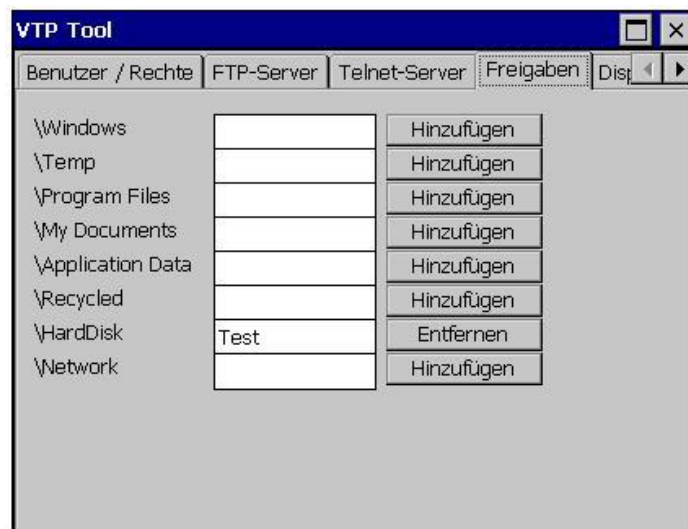 VTP Tool
Benutzer / Rechte FTP-Server Telnet-Server Freigaben Disp
\Windows Hinzufügen
\Temp Hinzufügen
\Program Files Hinzufügen
\My Documents Hinzufügen
\Application Data Hinzufügen
\Recycled Hinzufügen
\HardDisk Test Entfernen
\Network Hinzufügen